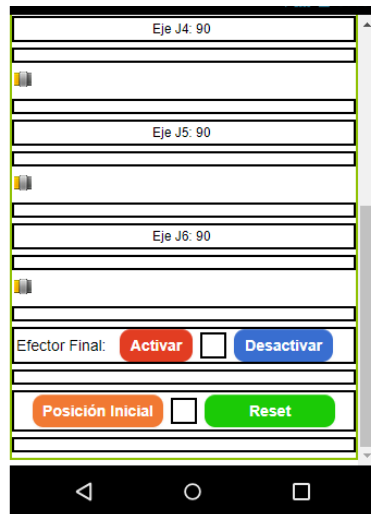 Eje J4: 90
Eje J5: 90
Eje J6: 90
Efector Final: Activar Desactivar
Posición Inicial Reset